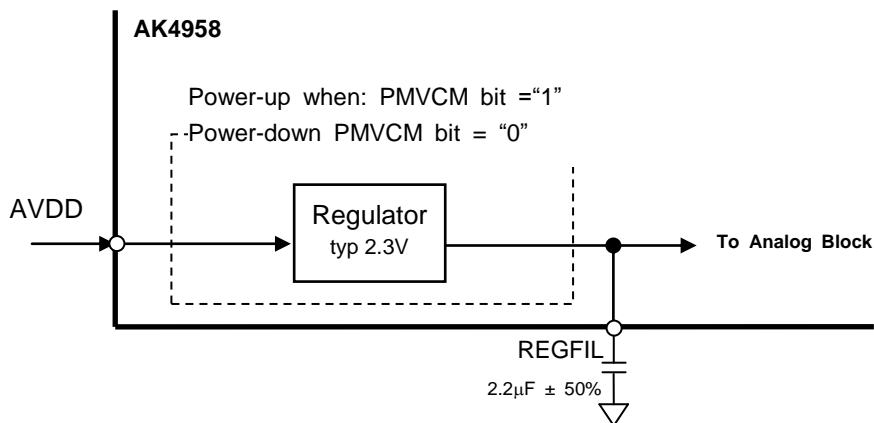 AK4958
Power-up when: PMVCM bit =“1”
Power-down PMVCM bit = “0”
AVDD
Regulator
typ 2.3V
To Analog Block
REGFIL
2.2μF ± 50%